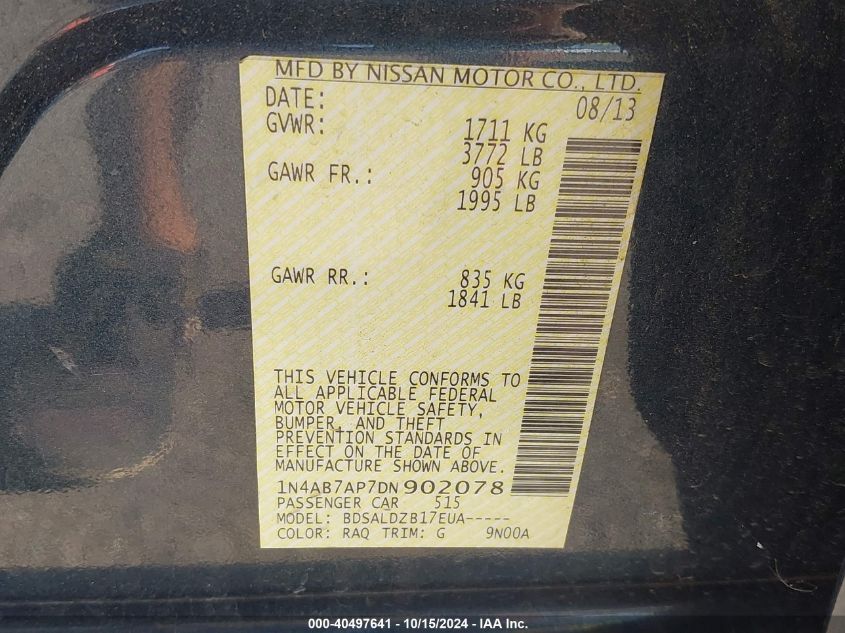 MFD BY NISSAN MOTOR CO., LTD.
DATE: 08/13
GVWR: 1711 KG
3772 LB
GAWR FR.: 905 KG
1995 LB
GAWR RR.: 835 KG
1841 LB
THIS VEHICLE CONFORMS TO
ALL APPLICABLE FEDERAL
MOTOR VEHICLE SAFETY,
BUMPER, AND THEFT
PREVENTION STANDARDS IN
EFFECT ON THE DATE OF
MANUFACTURE SHOWN ABOVE.
1N4AB7AP7DN902078
PASSENGER CAR 515
MODEL: BDSALDZB17EUA-----
COLOR: RAQ TRIM: G 9N00A
000-40497641 - 10/15/2024 - IAA Inc.